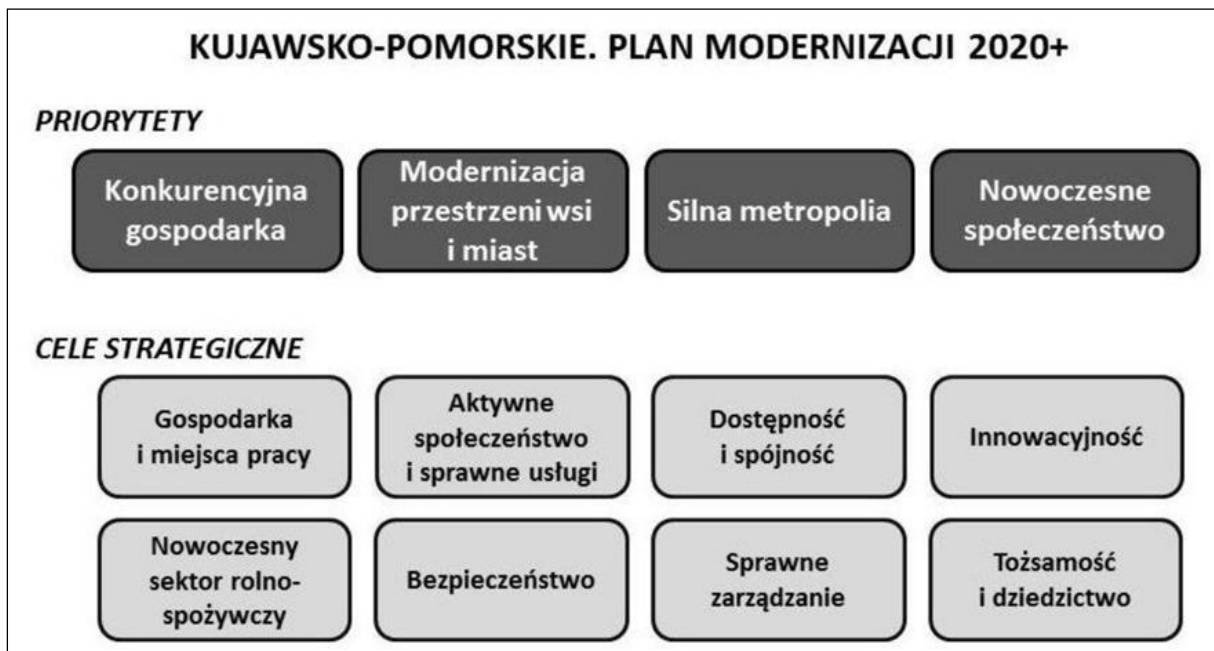 KUJAWSKO-POMORSKIE. PLAN MODERNIZACJI 2020+
PRIORYTETY
Konkurencyjna
gospodarka
Modernizacja
przestrzeni wsi
i miast
Silna metropolia
Nowoczesne
społeczeństwo
CELE STRATEGICZNE
Gospodarka
i miejsca pracy
Aktywne
społeczeństwo
i sprawne usługi
Dostępność
i spójność
Innowacyjność
Nowoczesny
sektor rolno-
spożywczy
Bezpieczeństwo
Sprawne
zarządzanie
Tożsamość
i dziedzictwo